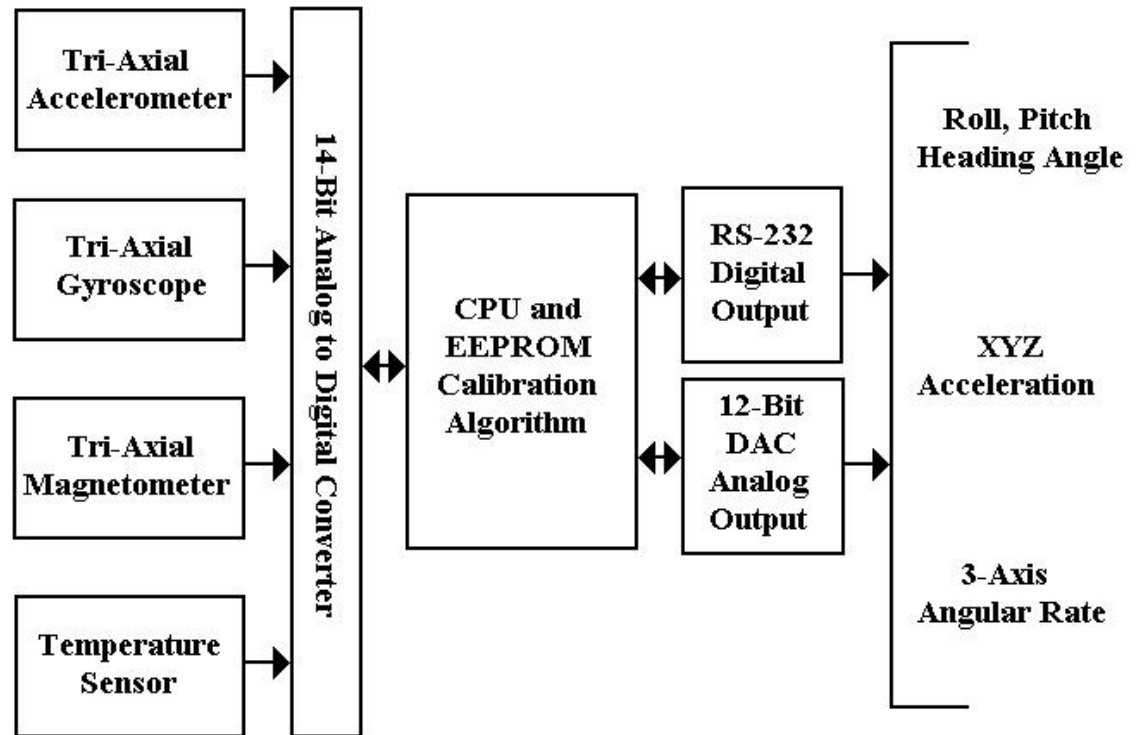 Tri-Axial
Accelerometer
Tri-Axial
Gyroscope
Tri-Axial
Magnetometer
Temperature
Sensor
14-Bit Analog to Digital Converter
CPU and
EEPROM
Calibration
Algorithm
RS-232
Digital
Output
12-Bit
DAC
Analog
Output
Roll, Pitch
Heading Angle
XYZ
Acceleration
3-Axis
Angular Rate